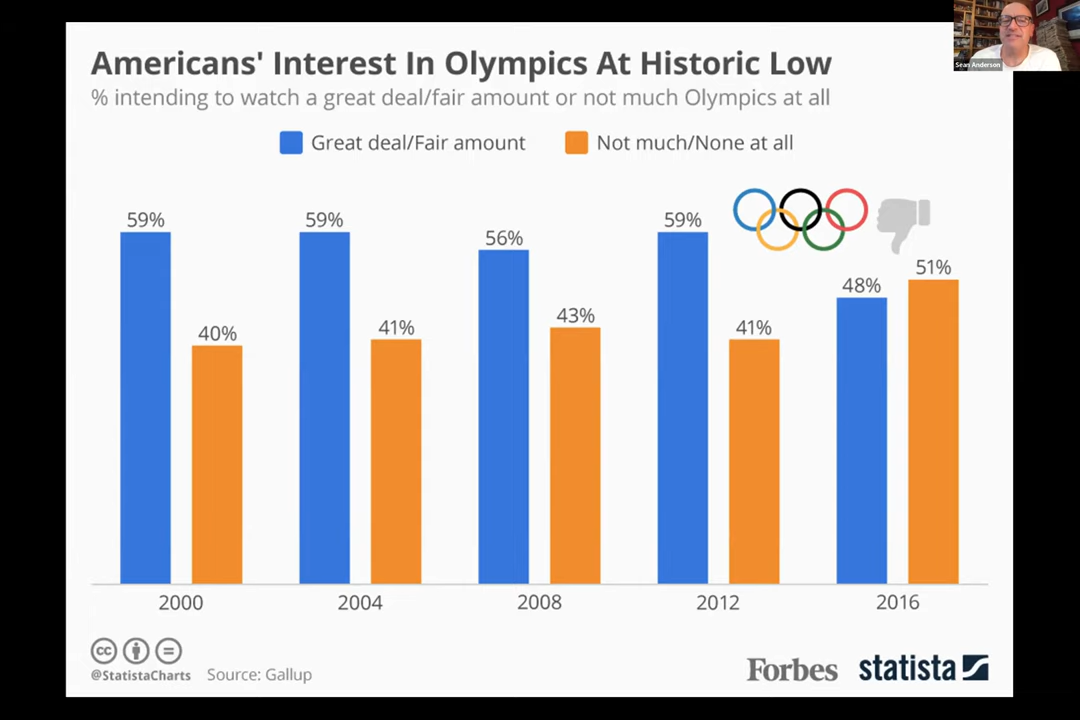 Sean Anderson
Americans' Interest In Olympics At Historic Low
% intending to watch a great deal/fair amount or not much Olympics at all
Great deal/Fair amount Not much/None at all
59% 40%
59% 41%
56% 43%
59% 41%
48% 51%
2000 2004 2008 2012 2016
cc
@StatistaCharts Source: Gallup
Forbes statista